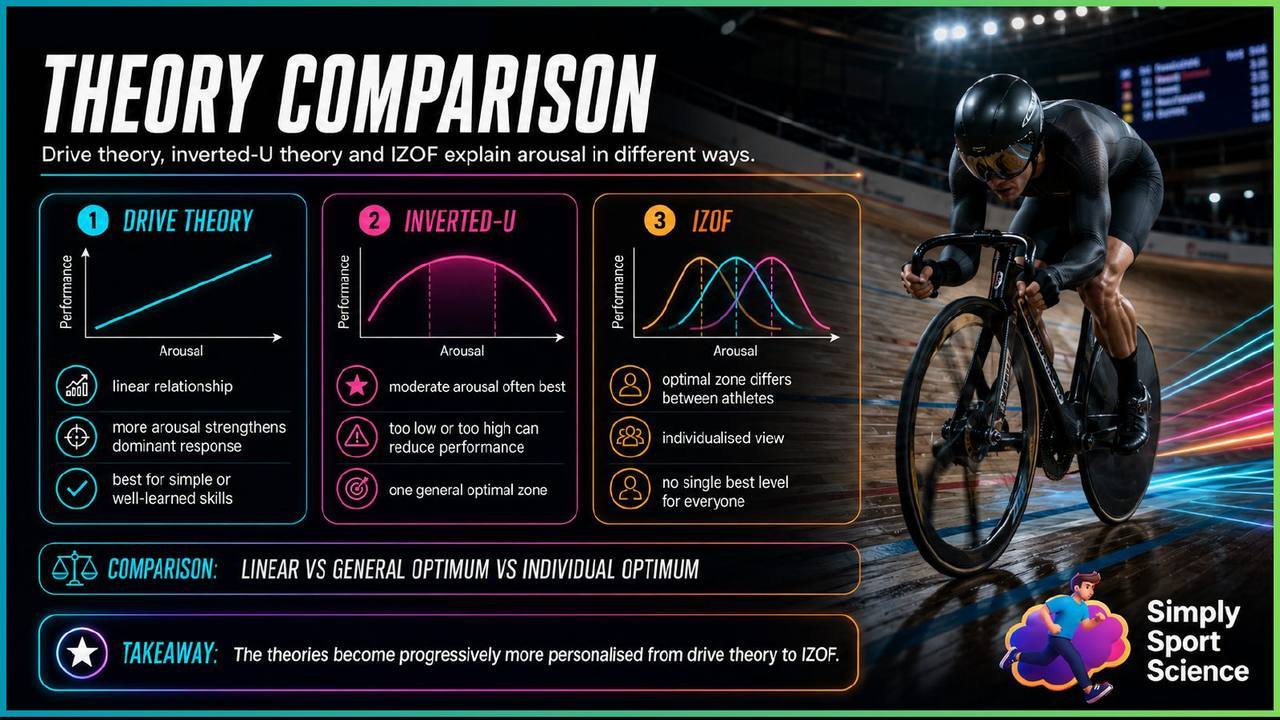 THEORY COMPARISON
Drive theory, inverted-U theory and IZOF explain arousal in different ways.
1 DRIVE THEORY
Performance
Arousal
linear relationship
more arousal strengthens
dominant response
best for simple or
well-learned skills
2 INVERTED-U
Performance
Arousal
moderate arousal often best
too low or too high can
reduce performance
one general optimal zone
3 IZOF
Performance
Arousal
optimal zone differs
between athletes
individualised view
no single best level
for everyone
COMPARISON: LINEAR VS GENERAL OPTIMUM VS INDIVIDUAL OPTIMUM
TAKEAWAY: The theories become progressively more personalised from drive theory to IZOF.
Simply
Sport
Science